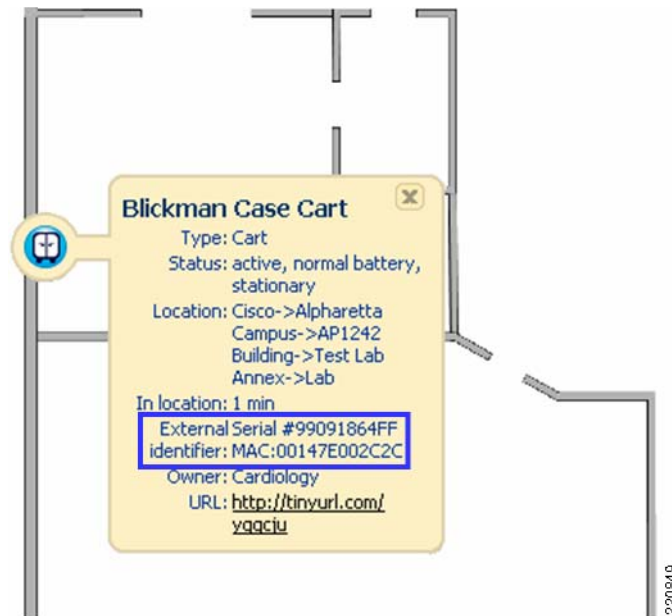 Blickman Case Cart
Type: Cart
Status: active, normal battery,
stationary
Location: Cisco->Alpharetta
Campus->AP1242
Building->Test Lab
Annex->Lab
In location: 1 min
External Serial #99091864FF
identifier: MAC:00147E002C2C
Owner: Cardiology
URL: http://tinyurl.com/
yqqcju